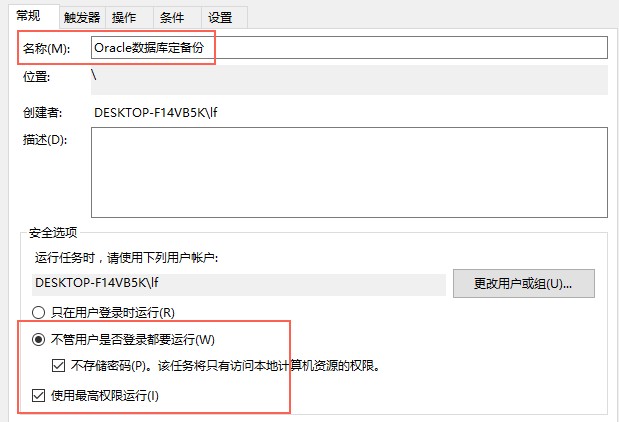 常规 触发器 操作 条件 设置
名称(M): Oracle数据库定备份
位置: \
创建者: DESKTOP-F14VB5K\lf
描述(D):
安全选项
运行任务时，请使用下列用户帐户:
DESKTOP-F14VB5K\lf 更改用户或组(U)...
只在用户登录时运行(R)
不管用户是否登录都要运行(W)
不存储密码(P)。该任务将只有访问本地计算机资源的权限。
使用最高权限运行(I)